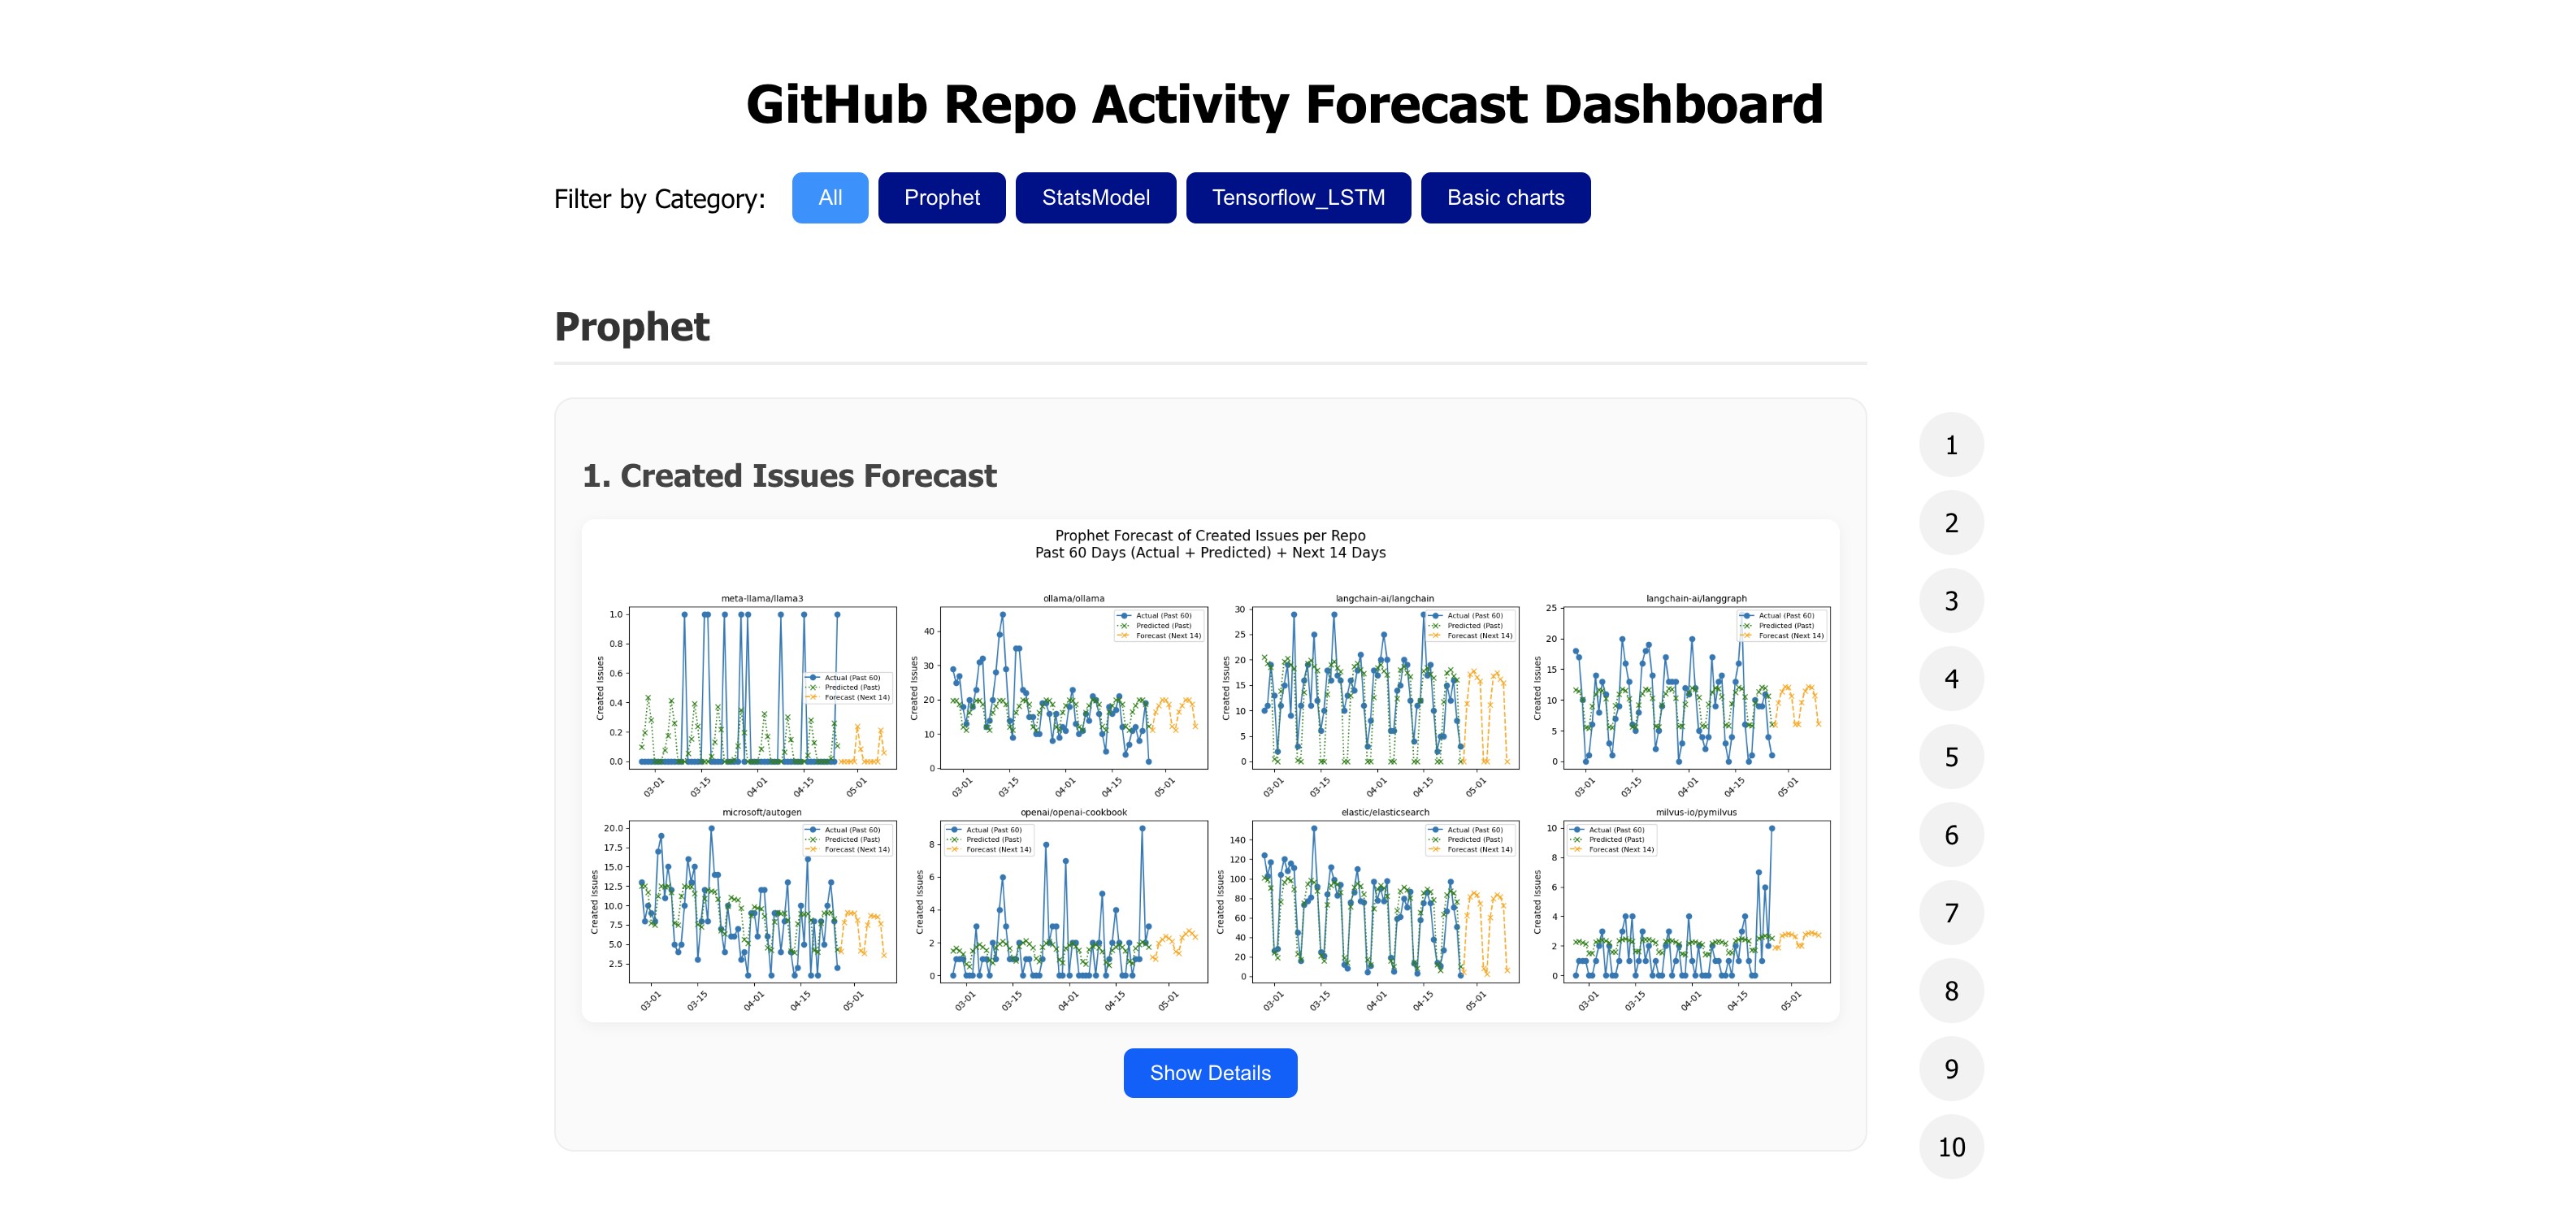 GitHub Repo Activity Forecast Dashboard
Filter by Category: All Prophet StatsModel Tensorflow_LSTM Basic charts
Prophet
1. Created Issues Forecast
Prophet Forecast of Created Issues per Repo
Past 60 Days (Actual + Predicted) + Next 14 Days
meta-llama/llama3
Created Issues
1.0
0.8
0.6
0.4
0.2
0.0
Actual (Past 60)
Predicted (Past)
Forecast (Next 14)
03-01 03-15 04-01 04-15 05-01
ollama/ollama
Created Issues
40
30
20
10
0
Actual (Past 60)
Predicted (Past)
Forecast (Next 14)
03-01 03-15 04-01 04-15 05-01
langchain-ai/langchain
Created Issues
30
25
20
15
10
5
0
Actual (Past 60)
Predicted (Past)
Forecast (Next 14)
03-01 03-15 04-01 04-15 05-01
langchain-ai/langgraph
Created Issues
25
20
15
10
5
0
Actual (Past 60)
Predicted (Past)
Forecast (Next 14)
03-01 03-15 04-01 04-15 05-01
microsoft/autogen
Created Issues
20.0
17.5
15.0
12.5
10.0
7.5
5.0
2.5
Actual (Past 60)
Predicted (Past)
Forecast (Next 14)
03-01 03-15 04-01 04-15 05-01
openai/openai-cookbook
Created Issues
8
6
4
2
0
Actual (Past 60)
Predicted (Past)
Forecast (Next 14)
03-01 03-15 04-01 04-15 05-01
elastic/elasticsearch
Created Issues
140
120
100
80
60
40
20
0
Actual (Past 60)
Predicted (Past)
Forecast (Next 14)
03-01 03-15 04-01 04-15 05-01
milvus-io/pymilvus
Created Issues
10
8
6
4
2
0
Actual (Past 60)
Predicted (Past)
Forecast (Next 14)
03-01 03-15 04-01 04-15 05-01
Show Details
1
2
3
4
5
6
7
8
9
10